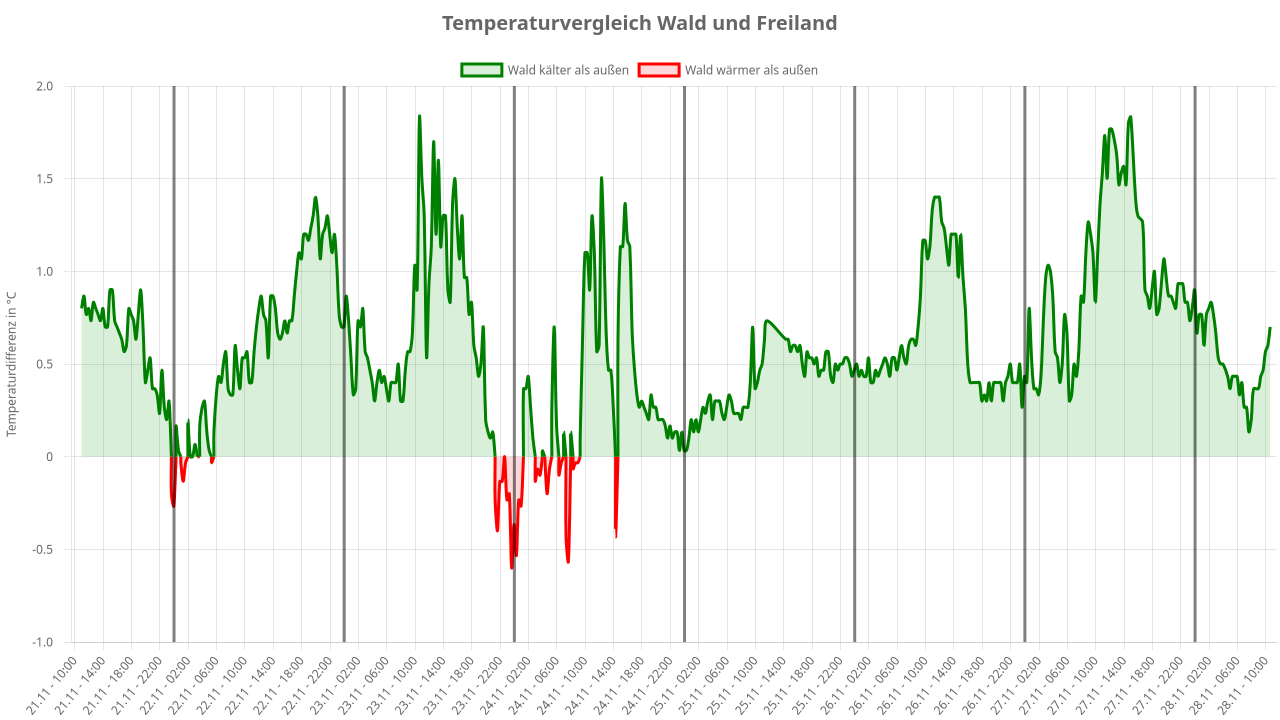 Temperaturvergleich Wald und Freiland
Wald kälter als außen
Wald wärmer als außen
Temperaturdifferenz in °C
2.0
1.5
1.0
0.5
0
-0.5
-1.0
21.11 - 10:00
21.11 - 14:00
21.11 - 18:00
21.11 - 22:00
22.11 - 02:00
22.11 - 06:00
22.11 - 10:00
22.11 - 14:00
22.11 - 18:00
22.11 - 22:00
23.11 - 02:00
23.11 - 06:00
23.11 - 10:00
23.11 - 14:00
23.11 - 18:00
23.11 - 22:00
24.11 - 02:00
24.11 - 06:00
24.11 - 10:00
24.11 - 14:00
24.11 - 18:00
24.11 - 22:00
25.11 - 02:00
25.11 - 06:00
25.11 - 10:00
25.11 - 14:00
25.11 - 18:00
25.11 - 22:00
26.11 - 02:00
26.11 - 06:00
26.11 - 10:00
26.11 - 14:00
26.11 - 18:00
26.11 - 22:00
27.11 - 02:00
27.11 - 06:00
27.11 - 10:00
27.11 - 14:00
27.11 - 18:00
27.11 - 22:00
28.11 - 02:00
28.11 - 06:00
28.11 - 10:00